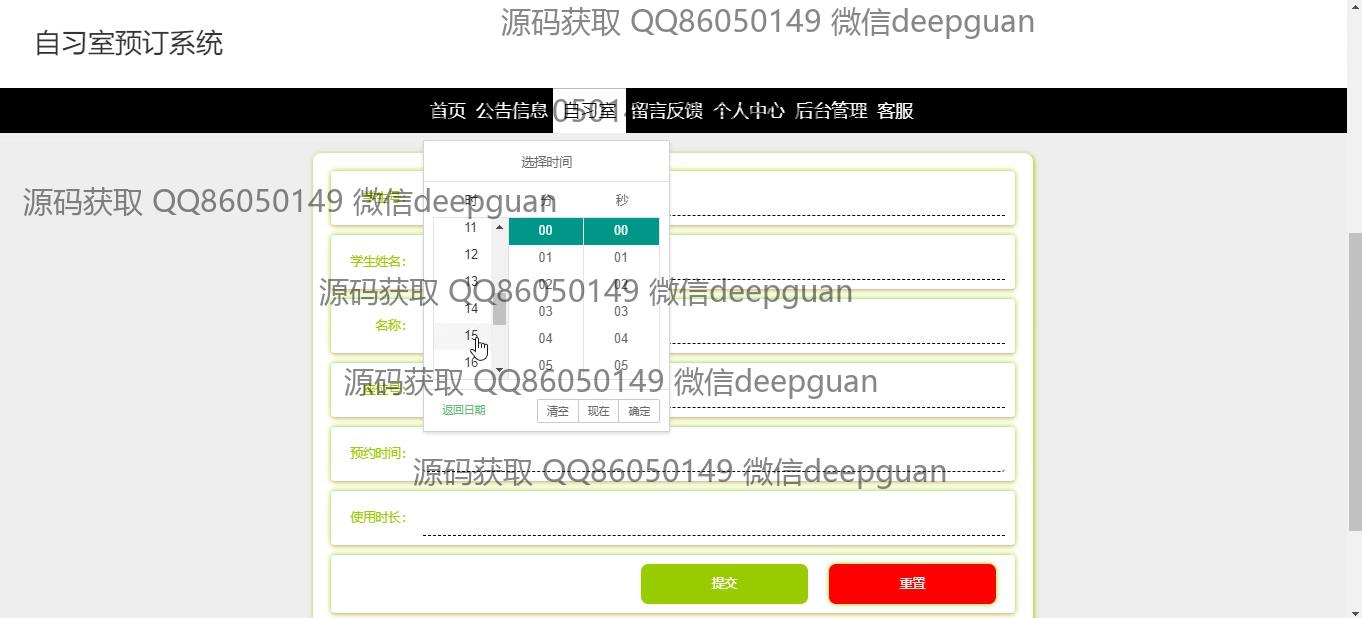 源码获取 QQ86050149 微信deepguan
自习室预订系统
首页 公告信息 自习室 留言反馈 个人中心 后台管理 客服
选择时间
源码获取 QQ86050149 微信deepguan
时 分 秒
11 00 00
12 01 01
学生姓名：
13 02 02
源码获取 QQ86050149 微信deepguan
14 03 03
名称：
15 04 04
16 05 05
源码获取 QQ86050149 微信deepguan
返回日期 清空 现在 确定
预约时间：
源码获取 QQ86050149 微信deepguan
使用时长：
提交 重置